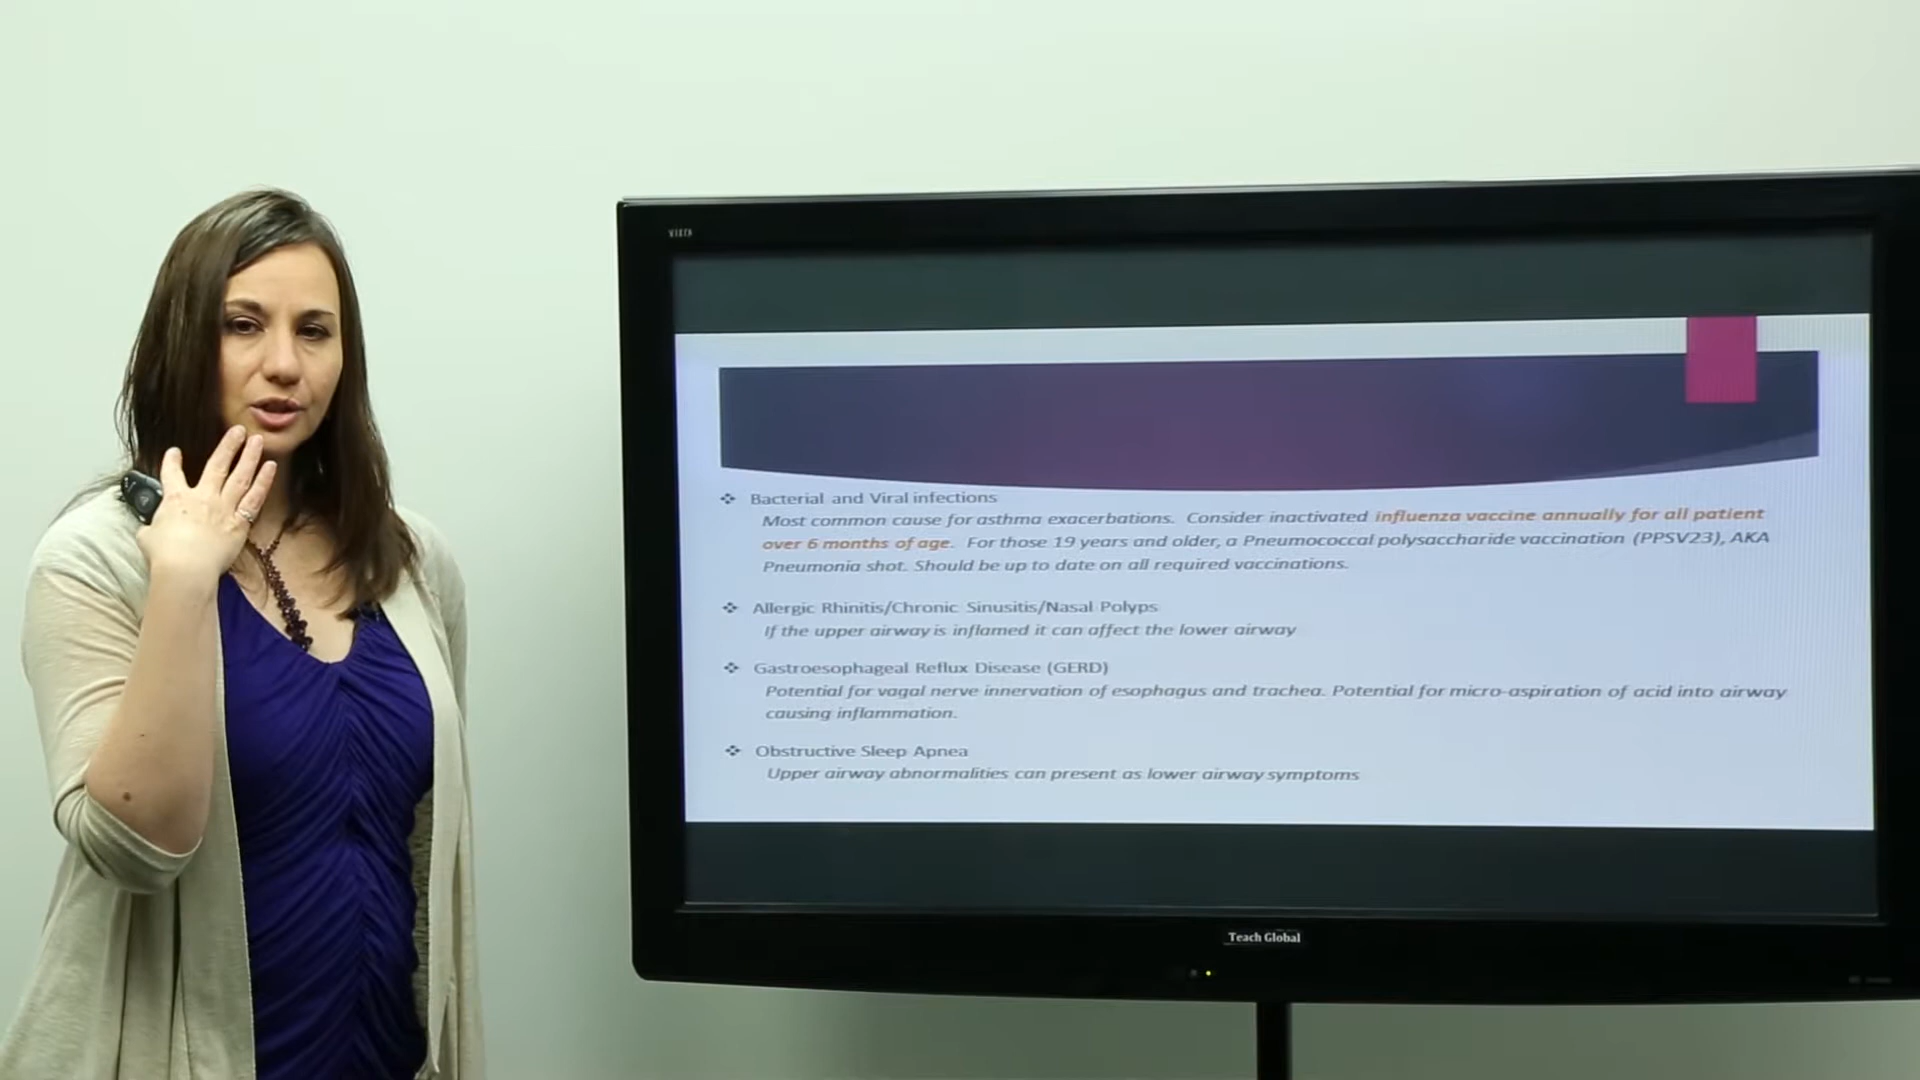 VIZIO
Bacterial and Viral infections
Most common cause for asthma exacerbations. Consider inactivated influenza vaccine annually for all patient
over 6 months of age. For those 19 years and older, a Pneumococcal polysaccharide vaccination (PPSV23), AKA
Pneumonia shot. Should be up to date on all required vaccinations.
Allergic Rhinitis/Chronic Sinusitis/Nasal Polyps
If the upper airway is inflamed it can affect the lower airway
Gastroesophageal Reflux Disease (GERD)
Potential for vagal nerve innervation of esophagus and trachea. Potential for micro-aspiration of acid into airway
causing inflammation.
Obstructive Sleep Apnea
Upper airway abnormalities can present as lower airway symptoms
Teach Global